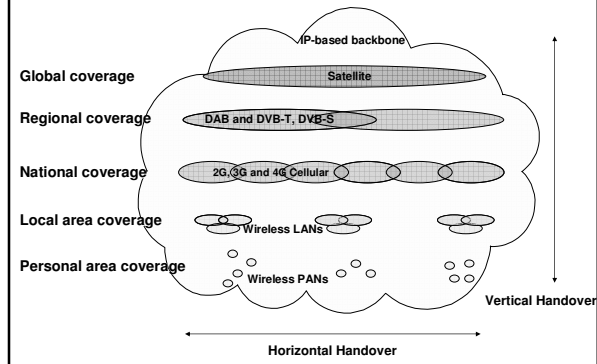 IP-based backbone
Global coverage
Satellite
Regional coverage
DAB and DVB-T, DVB-S
National coverage
2G, 3G and 4G Cellular
Local area coverage
Wireless LANs
Personal area coverage
Wireless PANs
Vertical Handover
Horizontal Handover